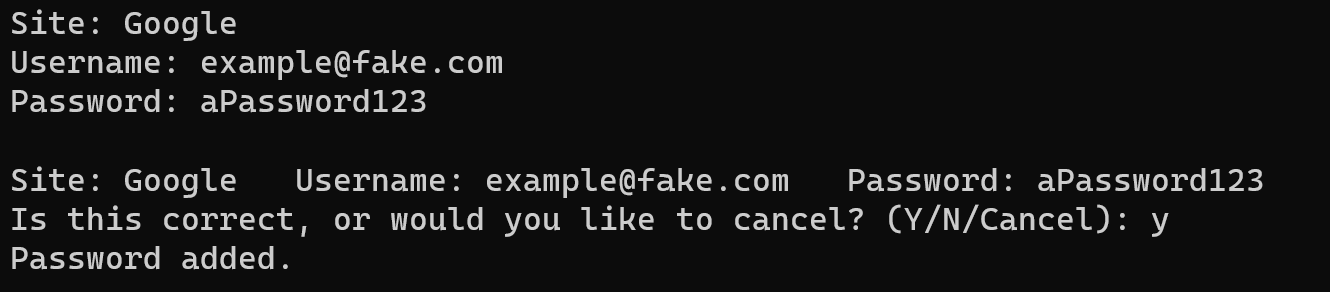 Site: Google
Username: example@fake.com
Password: aPassword123
Site: Google   Username: example@fake.com   Password: aPassword123
Is this correct, or would you like to cancel? (Y/N/Cancel): y
Password added.